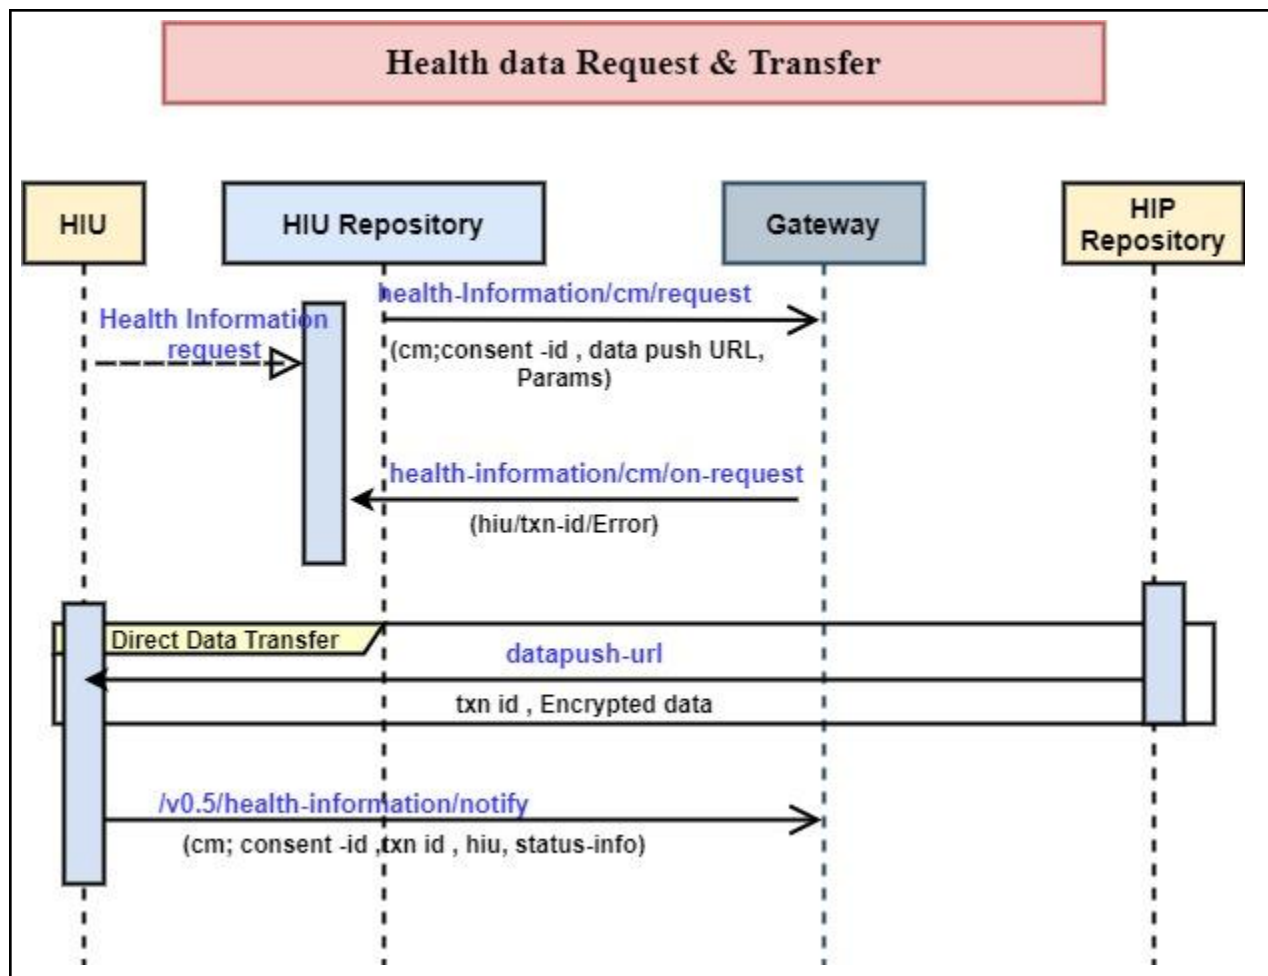 Health data Request & Transfer
HIU
HIU Repository
Gateway
HIP
Repository
health-Information/cm/request
Health Information
request
(cm;consent -id , data push URL,
Params)
health-information/cm/on-request
(hiu/txn-id/Error)
Direct Data Transfer
datapush-url
txn id , Encrypted data
/v0.5/health-information/notify
(cm; consent -id ,txn id , hiu, status-info)